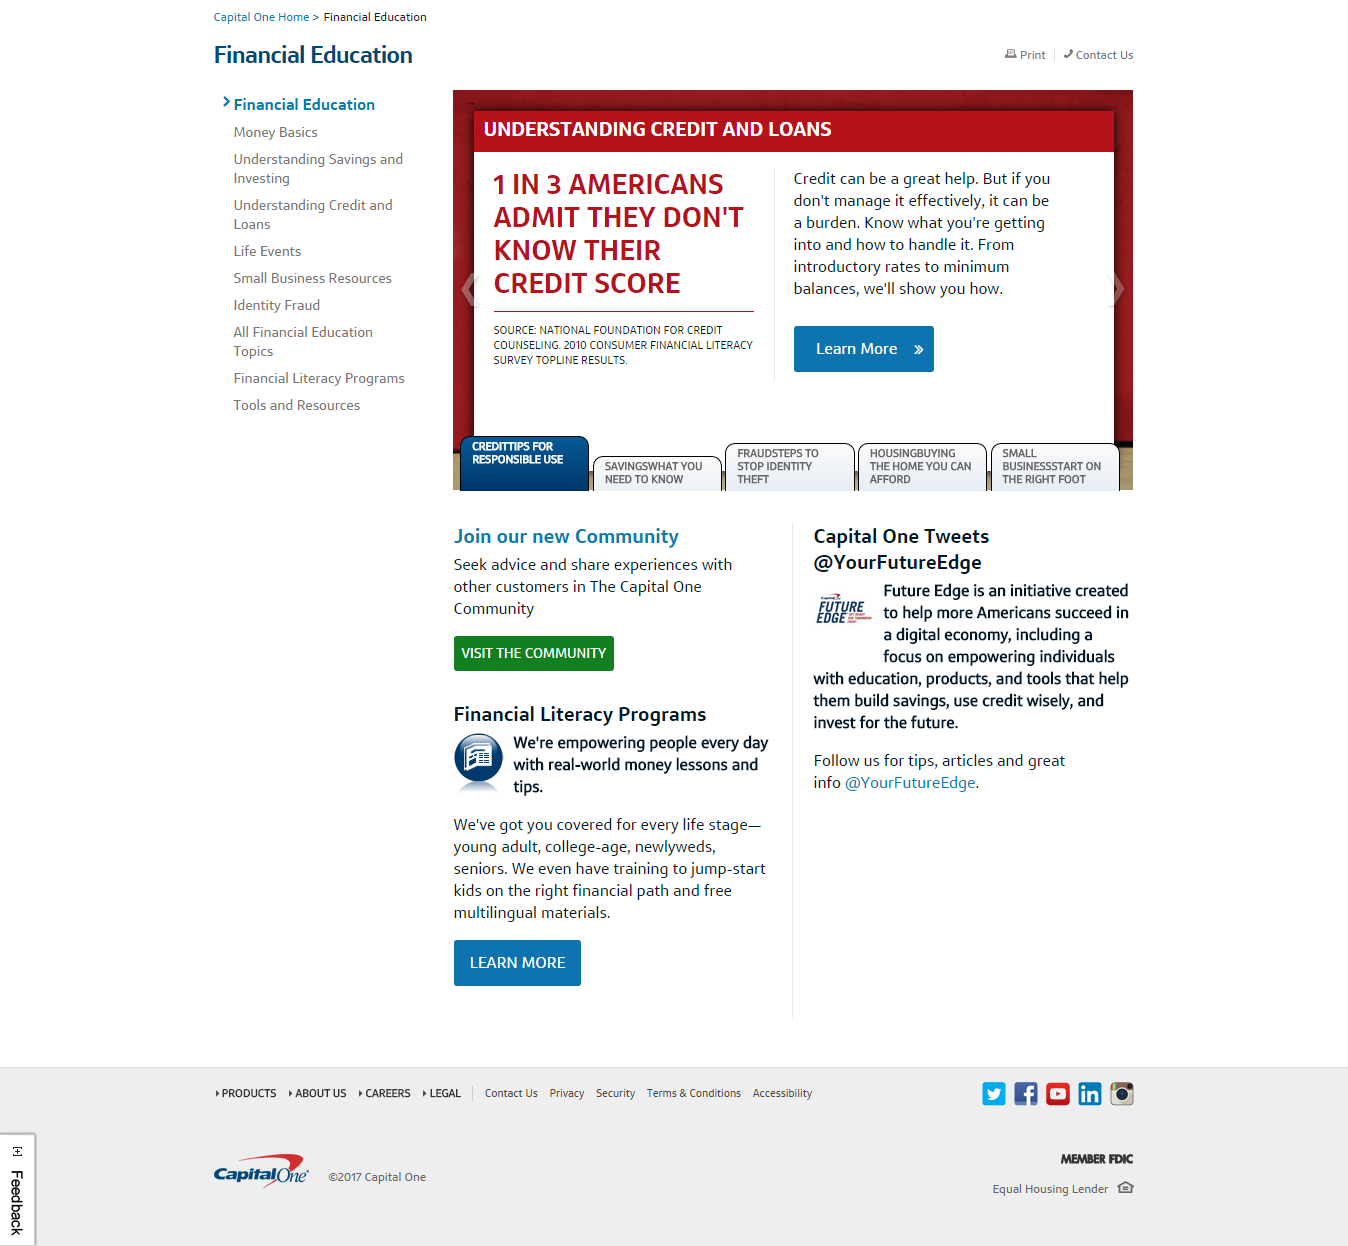 Capital One Home > Financial Education
Financial Education
Print
Contact Us
Financial Education
Money Basics
Understanding Savings and
Investing
Understanding Credit and
Loans
Life Events
Small Business Resources
Identity Fraud
All Financial Education
Topics
Financial Literacy Programs
Tools and Resources
UNDERSTANDING CREDIT AND LOANS
1 IN 3 AMERICANS
ADMIT THEY DON'T
KNOW THEIR
CREDIT SCORE
SOURCE: NATIONAL FOUNDATION FOR CREDIT
COUNSELING. 2010 CONSUMER FINANCIAL LITERACY
SURVEY TOPLINE RESULTS.
Credit can be a great help. But if you
don't manage it effectively, it can be
a burden. Know what you're getting
into and how to handle it. From
introductory rates to minimum
balances, we'll show you how.
Learn More »
CREDITTIPS FOR
RESPONSIBLE USE
SAVINGSWHAT YOU
NEED TO KNOW
FRAUDSTEPS TO
STOP IDENTITY
THEFT
HOUSINGBUYING
THE HOME YOU CAN
AFFORD
SMALL
BUSINESSSTART ON
THE RIGHT FOOT
Join our new Community
Seek advice and share experiences with
other customers in The Capital One
Community
VISIT THE COMMUNITY
Financial Literacy Programs
We're empowering people every day
with real-world money lessons and
tips.
We've got you covered for every life stage—
young adult, college-age, newlyweds,
seniors. We even have training to jump-start
kids on the right financial path and free
multilingual materials.
LEARN MORE
Capital One Tweets
@YourFutureEdge
Capital One
FUTURE
EDGE
Future Edge is an initiative created
to help more Americans succeed in
a digital economy, including a
focus on empowering individuals
with education, products, and tools that help
them build savings, use credit wisely, and
invest for the future.
Follow us for tips, articles and great
info @YourFutureEdge.
PRODUCTS ABOUT US CAREERS LEGAL Contact Us Privacy Security Terms & Conditions Accessibility
Capital One ©2017 Capital One
MEMBER FDIC
Equal Housing Lender
[+] Feedback